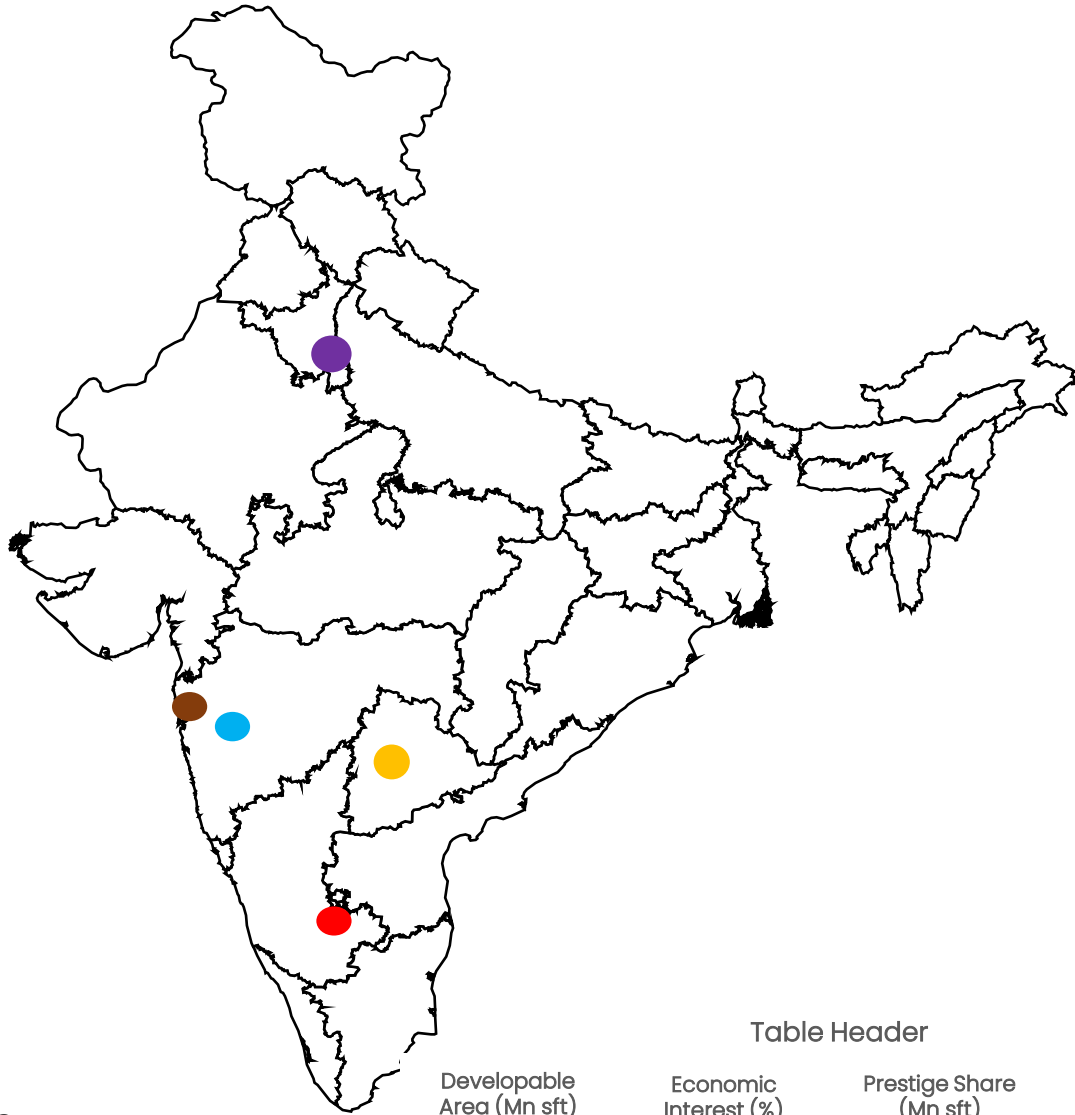 Table Header
Developable
Area (Mn sft)
Economic
Interest (%)
Prestige Share
(Mn sft)